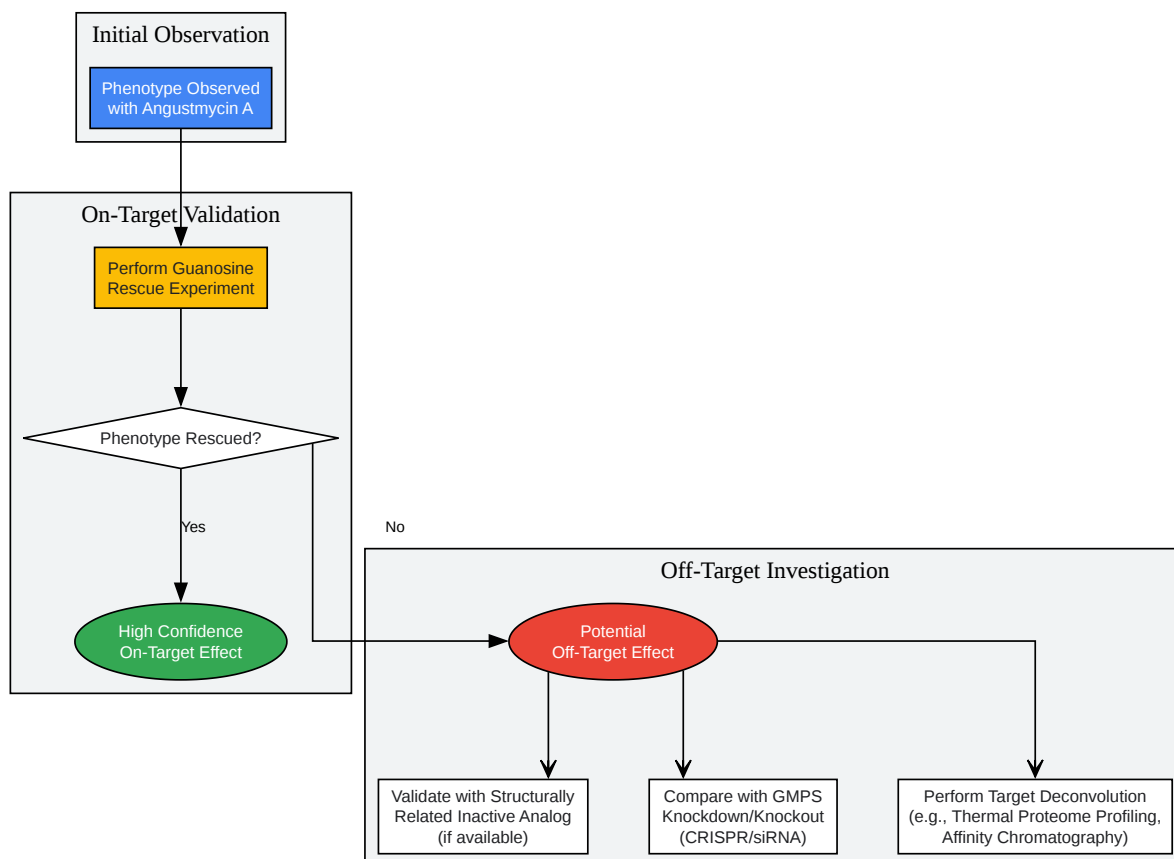 Initial Observation
Phenotype Observed
with Angustmycin A
On-Target Validation
Perform Guanosine
Rescue Experiment
Phenotype Rescued?
Yes
No
High Confidence
On-Target Effect
Off-Target Investigation
Potential
Off-Target Effect
Validate with Structurally
Related Inactive Analog
(if available)
Compare with GMPS
Knockdown/Knockout
(CRISPR/siRNA)
Perform Target Deconvolution
(e.g., Thermal Proteome Profiling,
Affinity Chromatography)